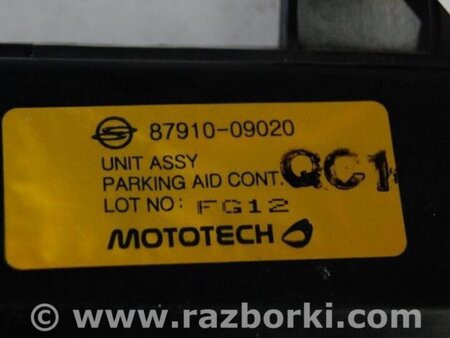 87910-09020
UNIT ASSY
PARKING AID CONT. QC1
LOT NO: FG12
MOTOTECH
© www.razborki.com